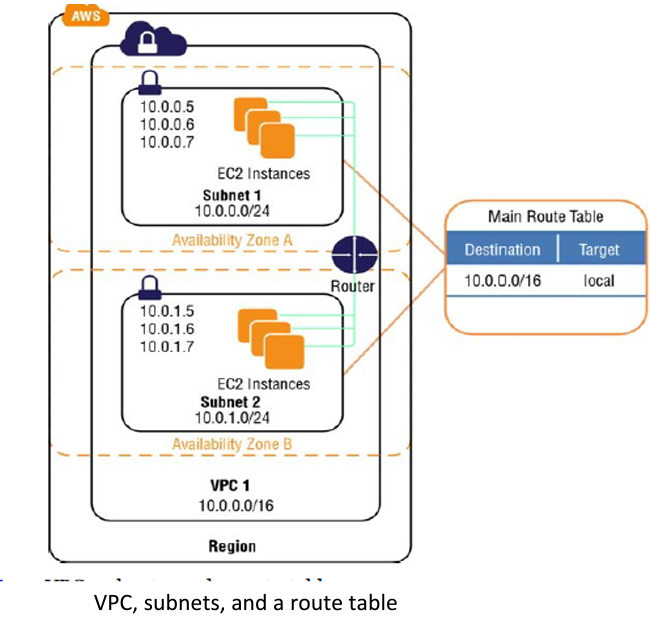 AWS
10.0.0.5
10.0.0.6
10.0.0.7
EC2 Instances
Subnet 1
10.0.0.0/24
Availability Zone A
Router
10.0.1.5
10.0.1.6
10.0.1.7
EC2 Instances
Subnet 2
10.0.1.0/24
Availability Zone B
VPC 1
10.0.0.0/16
Region
Main Route Table
Destination Target
10.0.0.0/16 local
VPC, subnets, and a route table